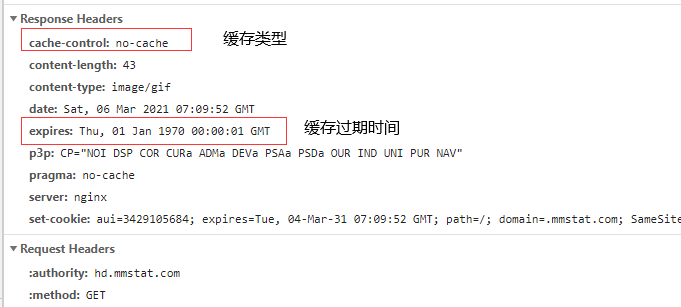 Response Headers
cache-control: no-cache 缓存类型
content-length: 43
content-type: image/gif
date: Sat, 06 Mar 2021 07:09:52 GMT
expires: Thu, 01 Jan 1970 00:00:01 GMT 缓存过期时间
p3p: CP="NOI DSP COR CURa ADMa DEVa PSAa PSDa OUR IND UNI PUR NAV"
pragma: no-cache
server: nginx
set-cookie: aui=3429105684; expires=Tue, 04-Mar-31 07:09:52 GMT; path=/; domain=.mmstat.com; SameSite
Request Headers
:authority: hd.mmstat.com
:method: GET